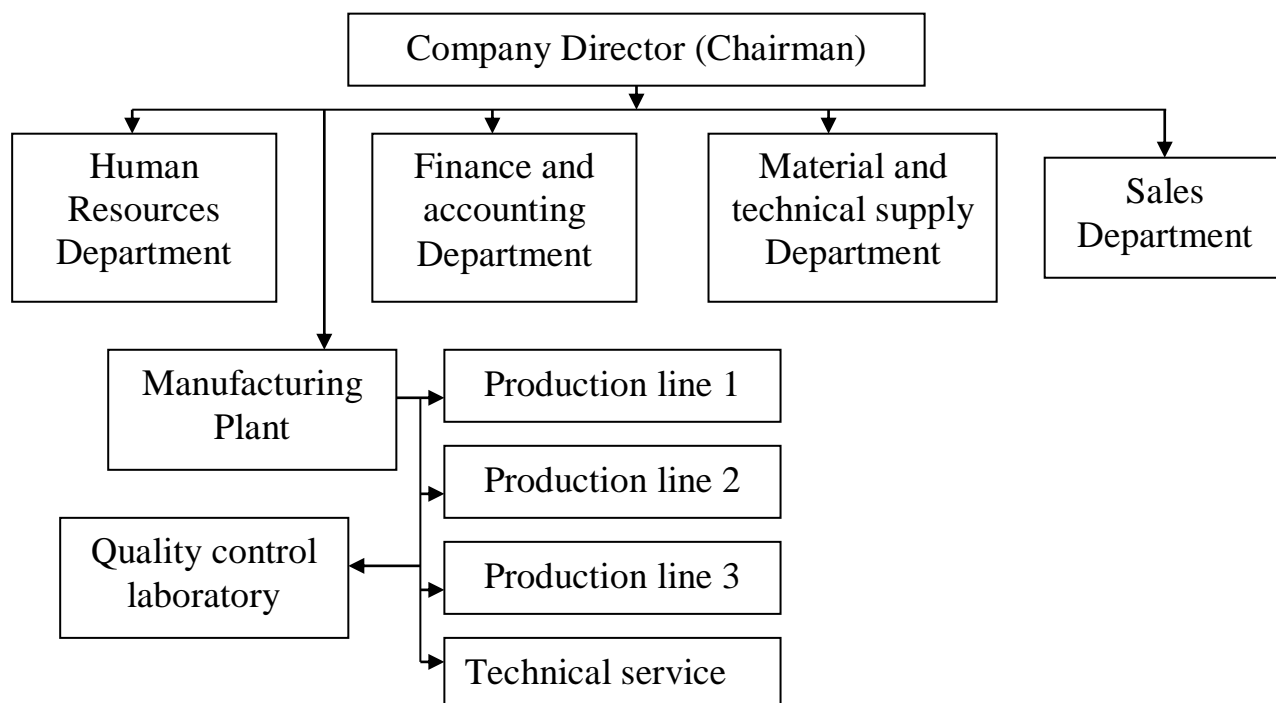 Company Director (Chairman)
Human
Resources
Department
Finance and
accounting
Department
Material and
technical supply
Department
Sales
Department
Manufacturing
Plant
Production line 1
Production line 2
Quality control
laboratory
Production line 3
Technical service